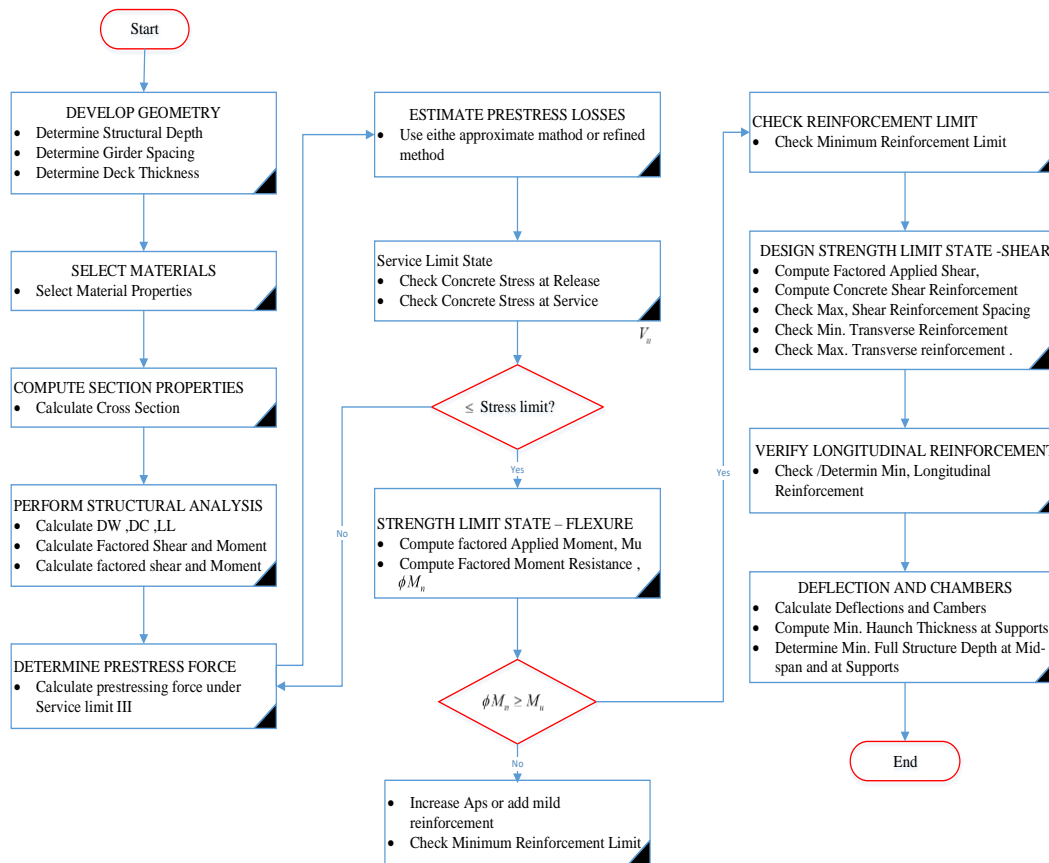 Start
DEVELOP GEOMETRY
• Determine Structural Depth
• Determine Girder Spacing
• Determine Deck Thickness
SELECT MATERIALS
• Select Material Properties
COMPUTE SECTION PROPERTIES
• Calculate Cross Section
PERFORM STRUCTURAL ANALYSIS
• Calculate DW ,DC ,LL
• Calculate Factored Shear and Moment
• Calculate factored shear and Moment
DETERMINE PRESTRESS FORCE
• Calculate prestressing force under
Service limit III
ESTIMATE PRESTRESS LOSSES
• Use eithe approximate mathod or refined
method
Service Limit State
• Check Concrete Stress at Release
• Check Concrete Stress at Service
V_u
≤ Stress limit?
Yes
No
STRENGTH LIMIT STATE – FLEXURE
• Compute factored Applied Moment, Mu
• Compute Factored Moment Resistance ,
ϕM_n
ϕM_n ≥ M_u
Yes
No
• Increase Aps or add mild
reinforcement
• Check Minimum Reinforcement Limit
CHECK REINFORCEMENT LIMIT
• Check Minimum Reinforcement Limit
DESIGN STRENGTH LIMIT STATE -SHEAR
• Compute Factored Applied Shear,
• Compute Concrete Shear Reinforcement
• Check Max, Shear Reinforcement Spacing
• Check Min. Transverse Reinforcement
• Check Max. Transverse reinforcement .
VERIFY LONGITUDINAL REINFORCEMENT
• Check /Determin Min, Longitudinal
Reinforcement
DEFLECTION AND CHAMBERS
• Calculate Deflections and Cambers
• Compute Min. Haunch Thickness at Supports
• Determine Min. Full Structure Depth at Mid-
span and at Supports
End